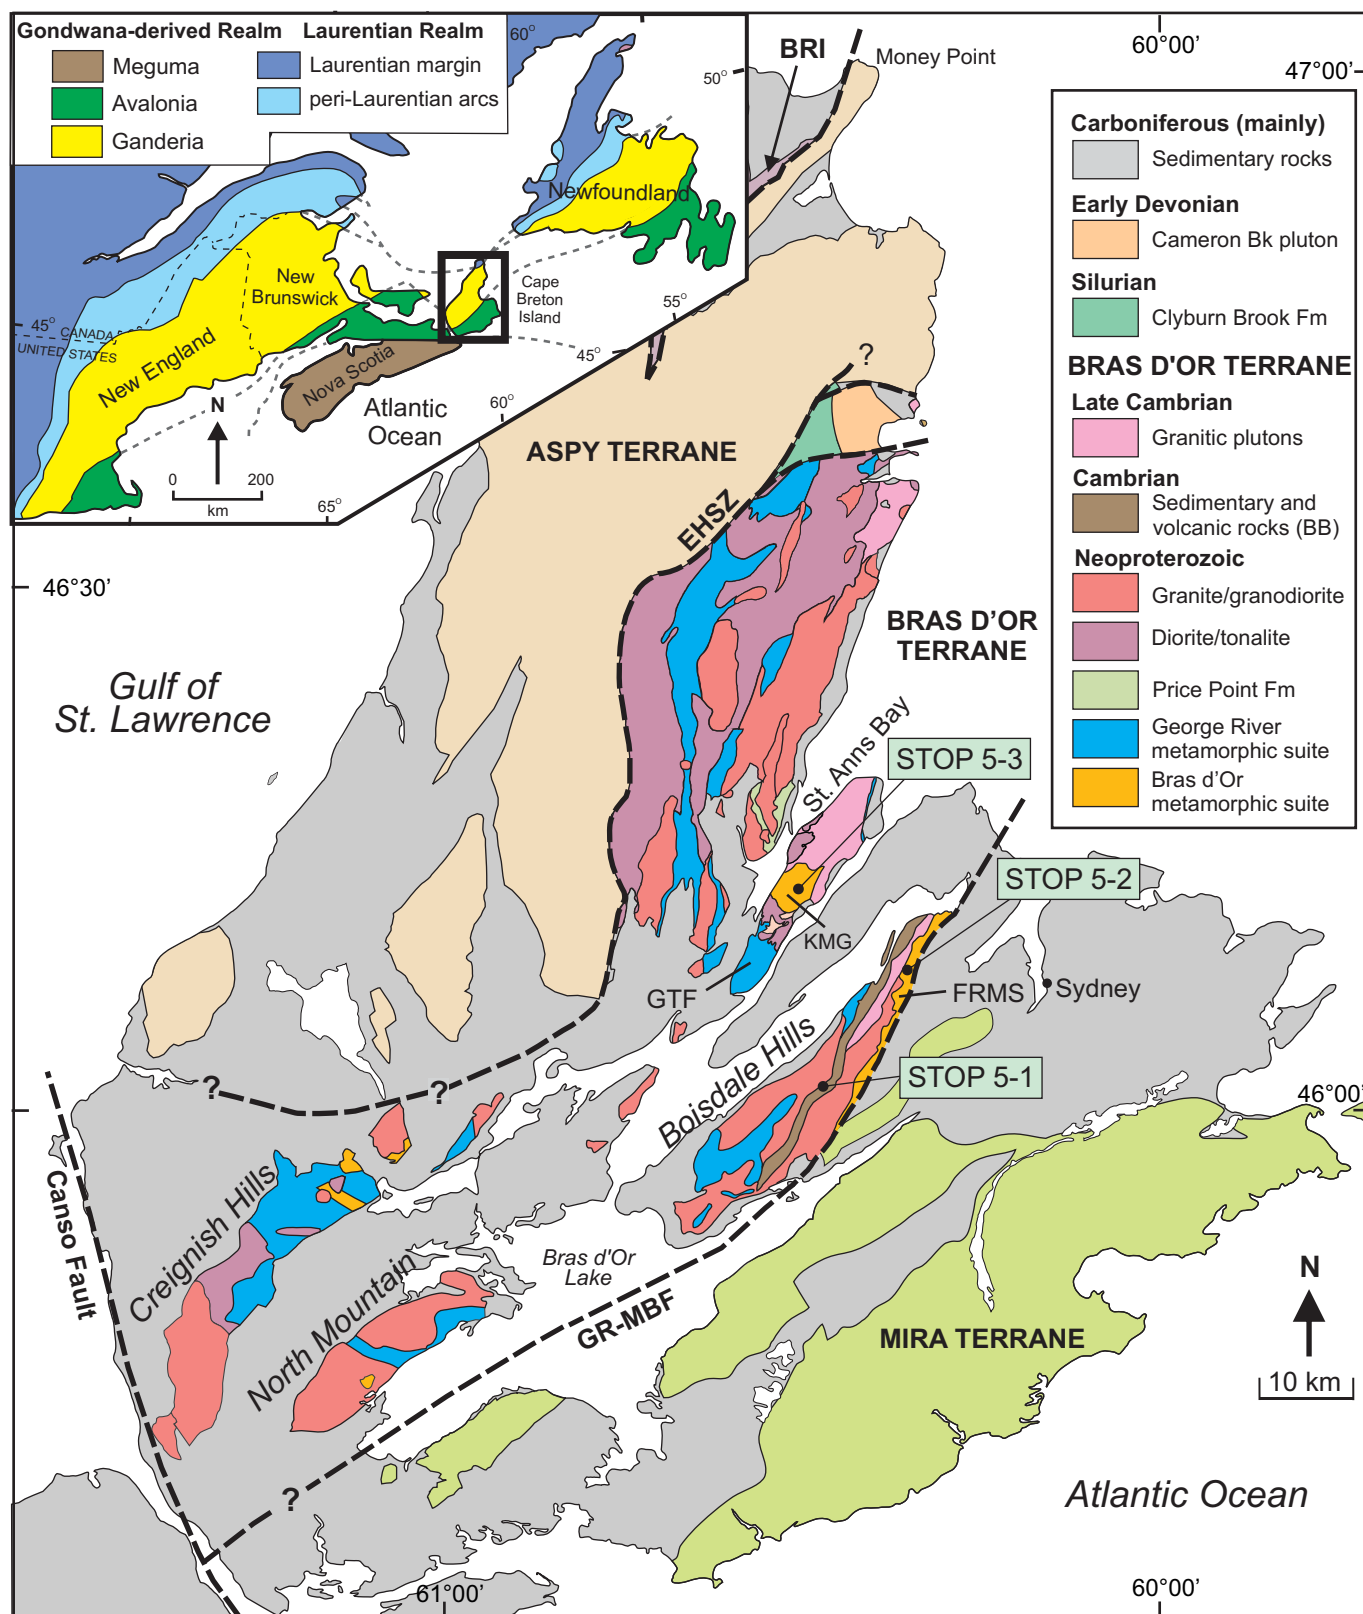 Gondwana-derived Realm
Meguma
Avalonia
Ganderia
Laurentian Realm
Laurentian margin
peri-Laurentian arcs
60°
50°
55°
45°
60°
65°
45°
CANADA
UNITED STATES
New England
New
Brunswick
Nova Scotia
Newfoundland
Cape
Breton
Island
Atlantic
Ocean
N
0 200
km
BRI
Money Point
60°00'
47°00'
Carboniferous (mainly)
Sedimentary rocks
Early Devonian
Cameron Bk pluton
Silurian
Clyburn Brook Fm
BRAS D'OR TERRANE
Late Cambrian
Granitic plutons
Cambrian
Sedimentary and
volcanic rocks (BB)
Neoproterozoic
Granite/granodiorite
Diorite/tonalite
Price Point Fm
George River
metamorphic suite
Bras d'Or
metamorphic suite
?
ASPY TERRANE
EHSZ
46°30'
BRAS D'OR
TERRANE
Gulf of
St. Lawrence
St. Anns Bay
STOP 5-3
STOP 5-2
KMG
GTF
FRMS
Sydney
Boisdale Hills
STOP 5-1
46°00'
?
?
Canso Fault
Creignish Hills
North Mountain
Bras d'Or
Lake
GR-MBF
MIRA TERRANE
N
10 km
?
Atlantic Ocean
61°00'
60°00'